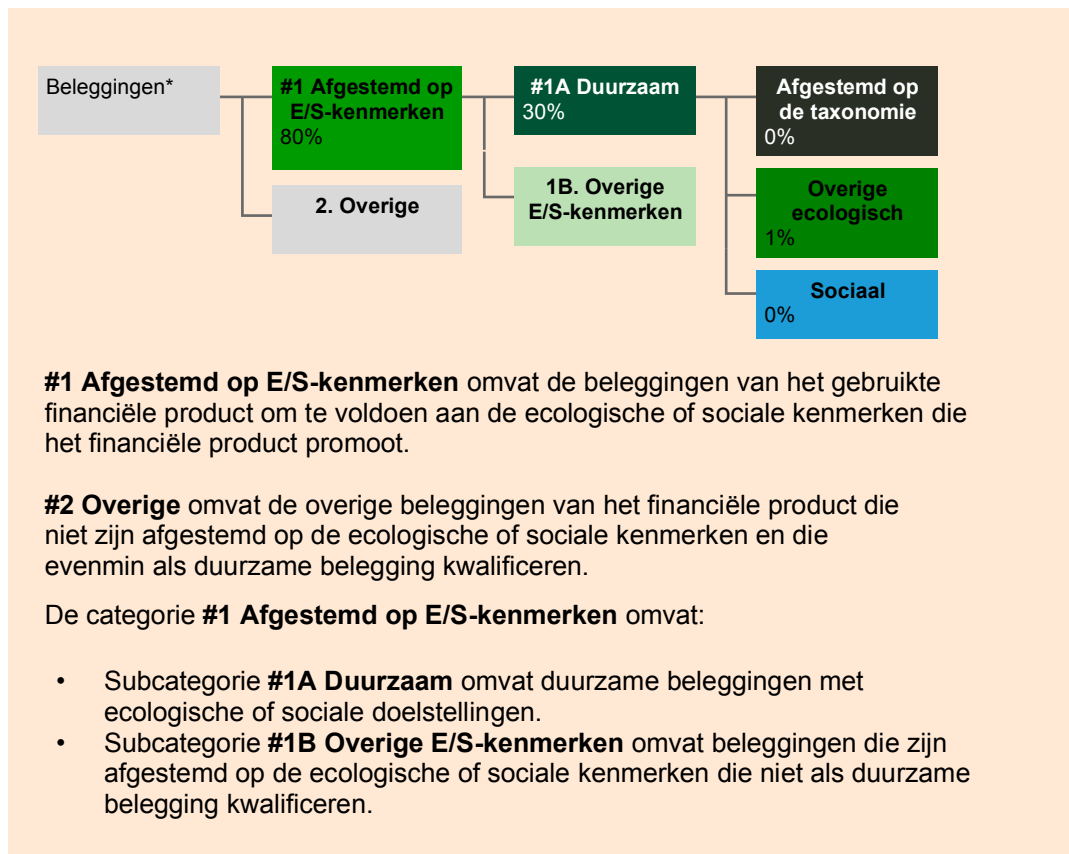 Beleggingen*
#1 Afgestemd op
E/S-kenmerken
80%
2. Overige
#1A Duurzaam
30%
1B. Overige
E/S-kenmerken
Afgestemd op
de taxonomie
0%
Overige
ecologisch
1%
Sociaal
0%
#1 Afgestemd op E/S-kenmerken omvat de beleggingen van het gebruikte
financiële product om te voldoen aan de ecologische of sociale kenmerken die
het financiële product promoot.
#2 Overige omvat de overige beleggingen van het financiële product die
niet zijn afgestemd op de ecologische of sociale kenmerken en die
evenmin als duurzame belegging kwalificeren.
De categorie #1 Afgestemd op E/S-kenmerken omvat:
• Subcategorie #1A Duurzaam omvat duurzame beleggingen met
ecologische of sociale doelstellingen.
• Subcategorie #1B Overige E/S-kenmerken omvat beleggingen die zijn
afgestemd op de ecologische of sociale kenmerken die niet als duurzame
belegging kwalificeren.